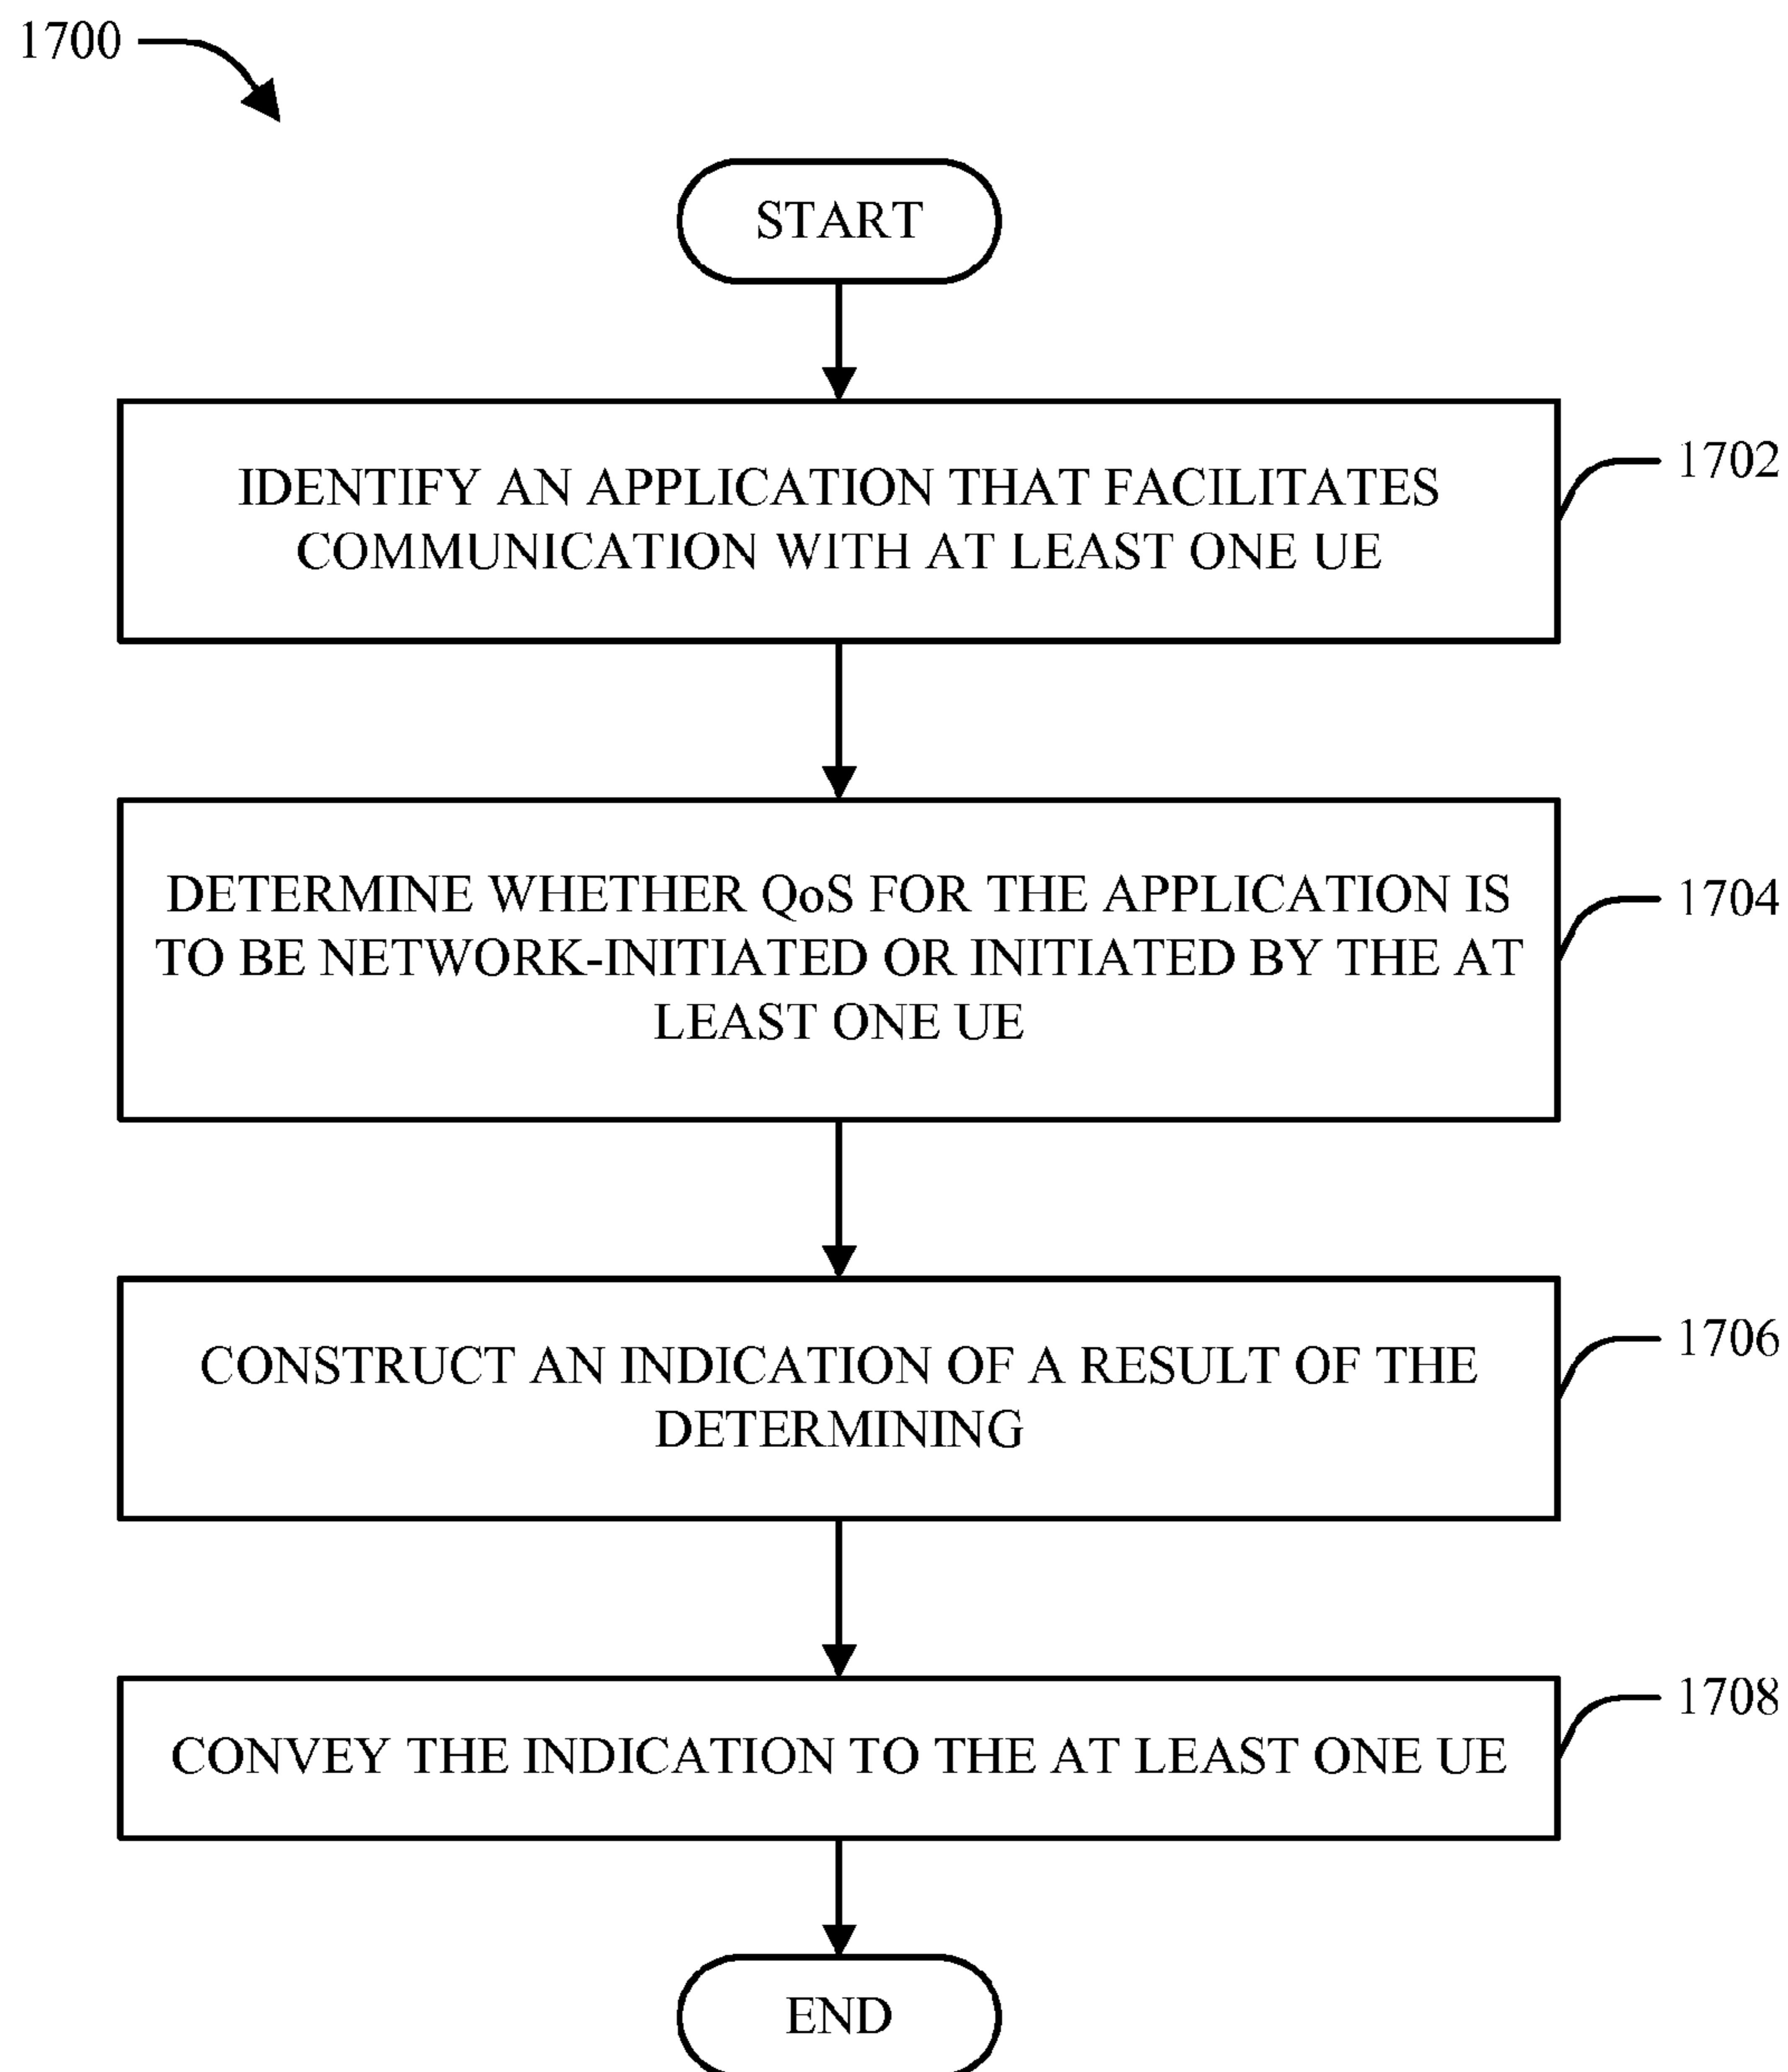 1700
START
IDENTIFY AN APPLICATION THAT FACILITATES
COMMUNICATION WITH AT LEAST ONE UE
1702
DETERMINE WHETHER QoS FOR THE APPLICATION IS
TO BE NETWORK-INITIATED OR INITIATED BY THE AT
LEAST ONE UE
1704
CONSTRUCT AN INDICATION OF A RESULT OF THE
DETERMINING
1706
CONVEY THE INDICATION TO THE AT LEAST ONE UE
1708
END